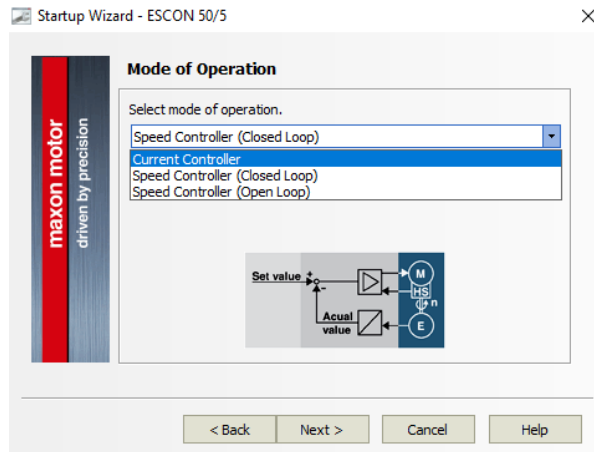 Startup Wizard - ESCON 50/5
maxon motor
driven by precision
Mode of Operation
Select mode of operation.
Speed Controller (Closed Loop)
Current Controller
Speed Controller (Closed Loop)
Speed Controller (Open Loop)
Set value
+
-
M
HS
n
Acual
value
E
< Back
Next >
Cancel
Help